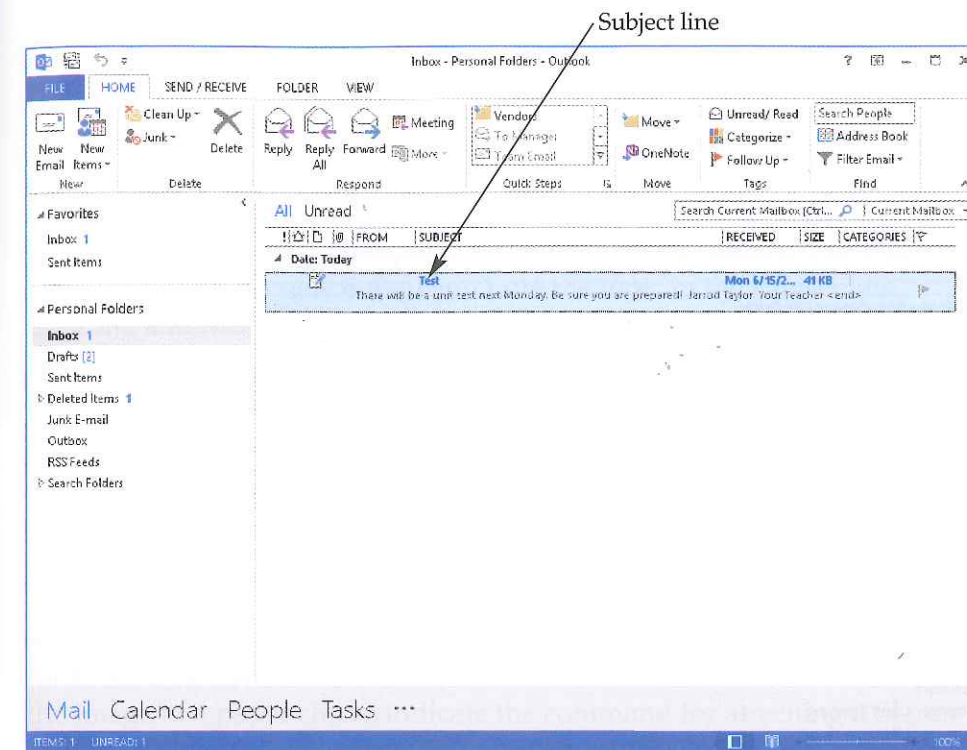 Subject line
Inbox - Personal Folders - Outlook
FILE HOME SEND / RECEIVE FOLDER VIEW
New Email
New Items
Clean Up
Junk
Delete
Reply
Reply All
Forward
Meeting
More
Vendors
To Manager
Team Email
Move
OneNote
Unread/ Read
Categorize
Follow Up
Search People
Address Book
Filter Email
New Delete Respond Quick Steps Move Tags Find
Favorites
Inbox 1
Sent Items
Personal Folders
Inbox 1
Drafts [2]
Sent Items
Deleted Items 1
Junk E-mail
Outbox
RSS Feeds
Search Folders
All Unread
Search Current Mailbox (Ctrl... Current Mailbox
FROM SUBJECT RECEIVED SIZE CATEGORIES
Date: Today
Test Mon 6/15/2... 41 KB
There will be a unit test next Monday. Be sure you are prepared! Jarrod Taylor Your Teacher <end>
Mail Calendar People Tasks ···
ITEMS: 1 UNREAD: 1
100%